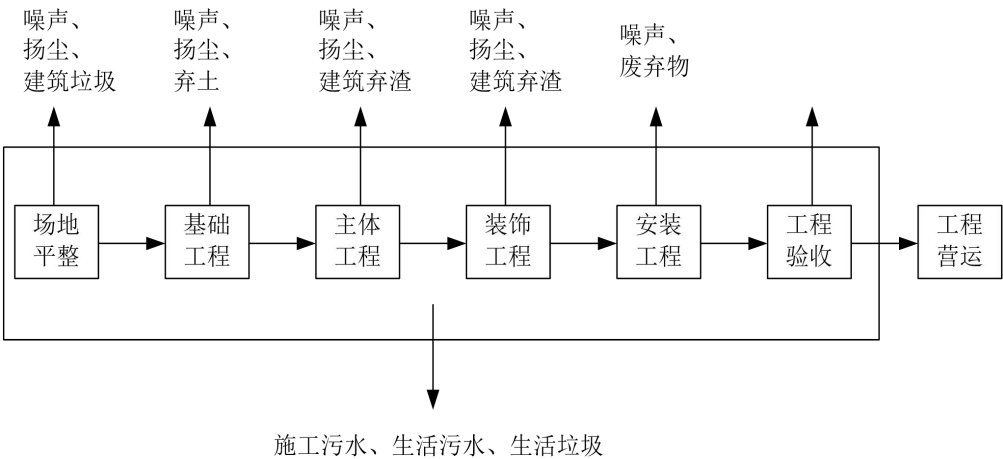 噪声、
扬尘、
建筑垃圾
噪声、
扬尘、
弃土
噪声、
扬尘、
建筑弃渣
噪声、
扬尘、
建筑弃渣
噪声、
废弃物
场地
平整
基础
工程
主体
工程
装饰
工程
安装
工程
工程
验收
工程
营运
施工污水、生活污水、生活垃圾